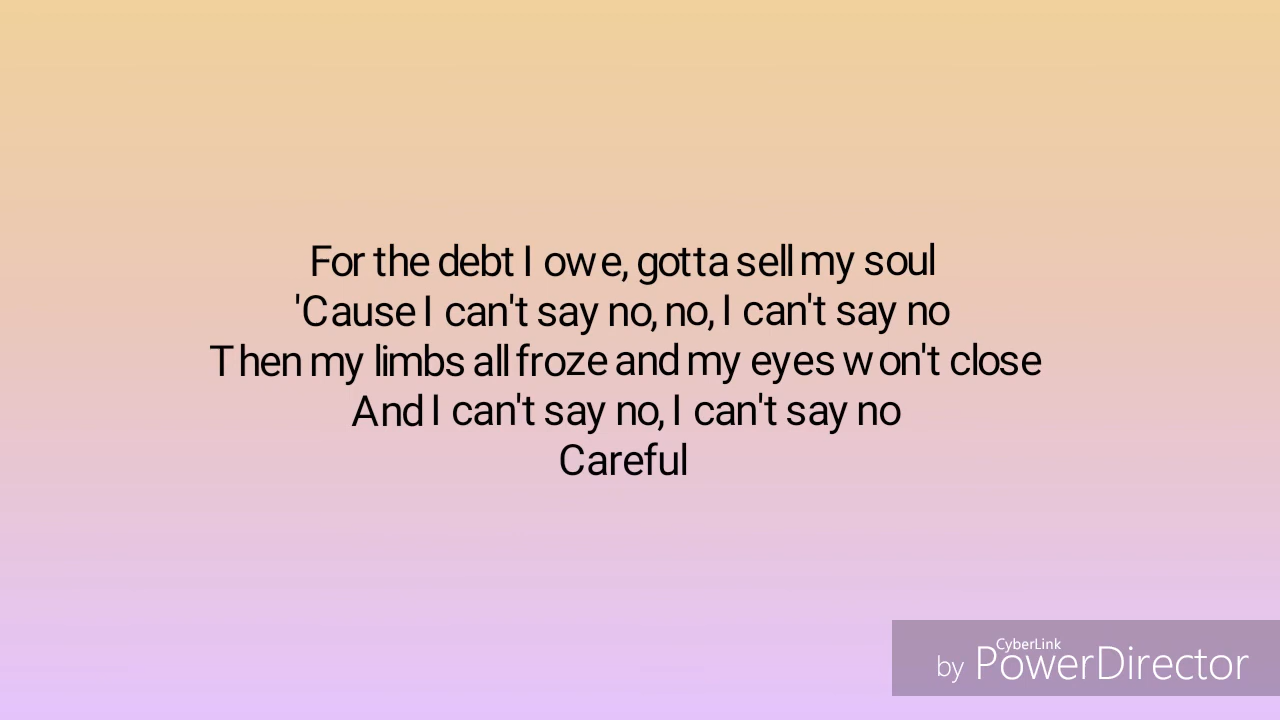 For the debt I owe, gotta sell my soul
'Cause I can't say no, no, I can't say no
Then my limbs all froze and my eyes won't close
And I can't say no, I can't say no
Careful
CyberLink
by PowerDirector